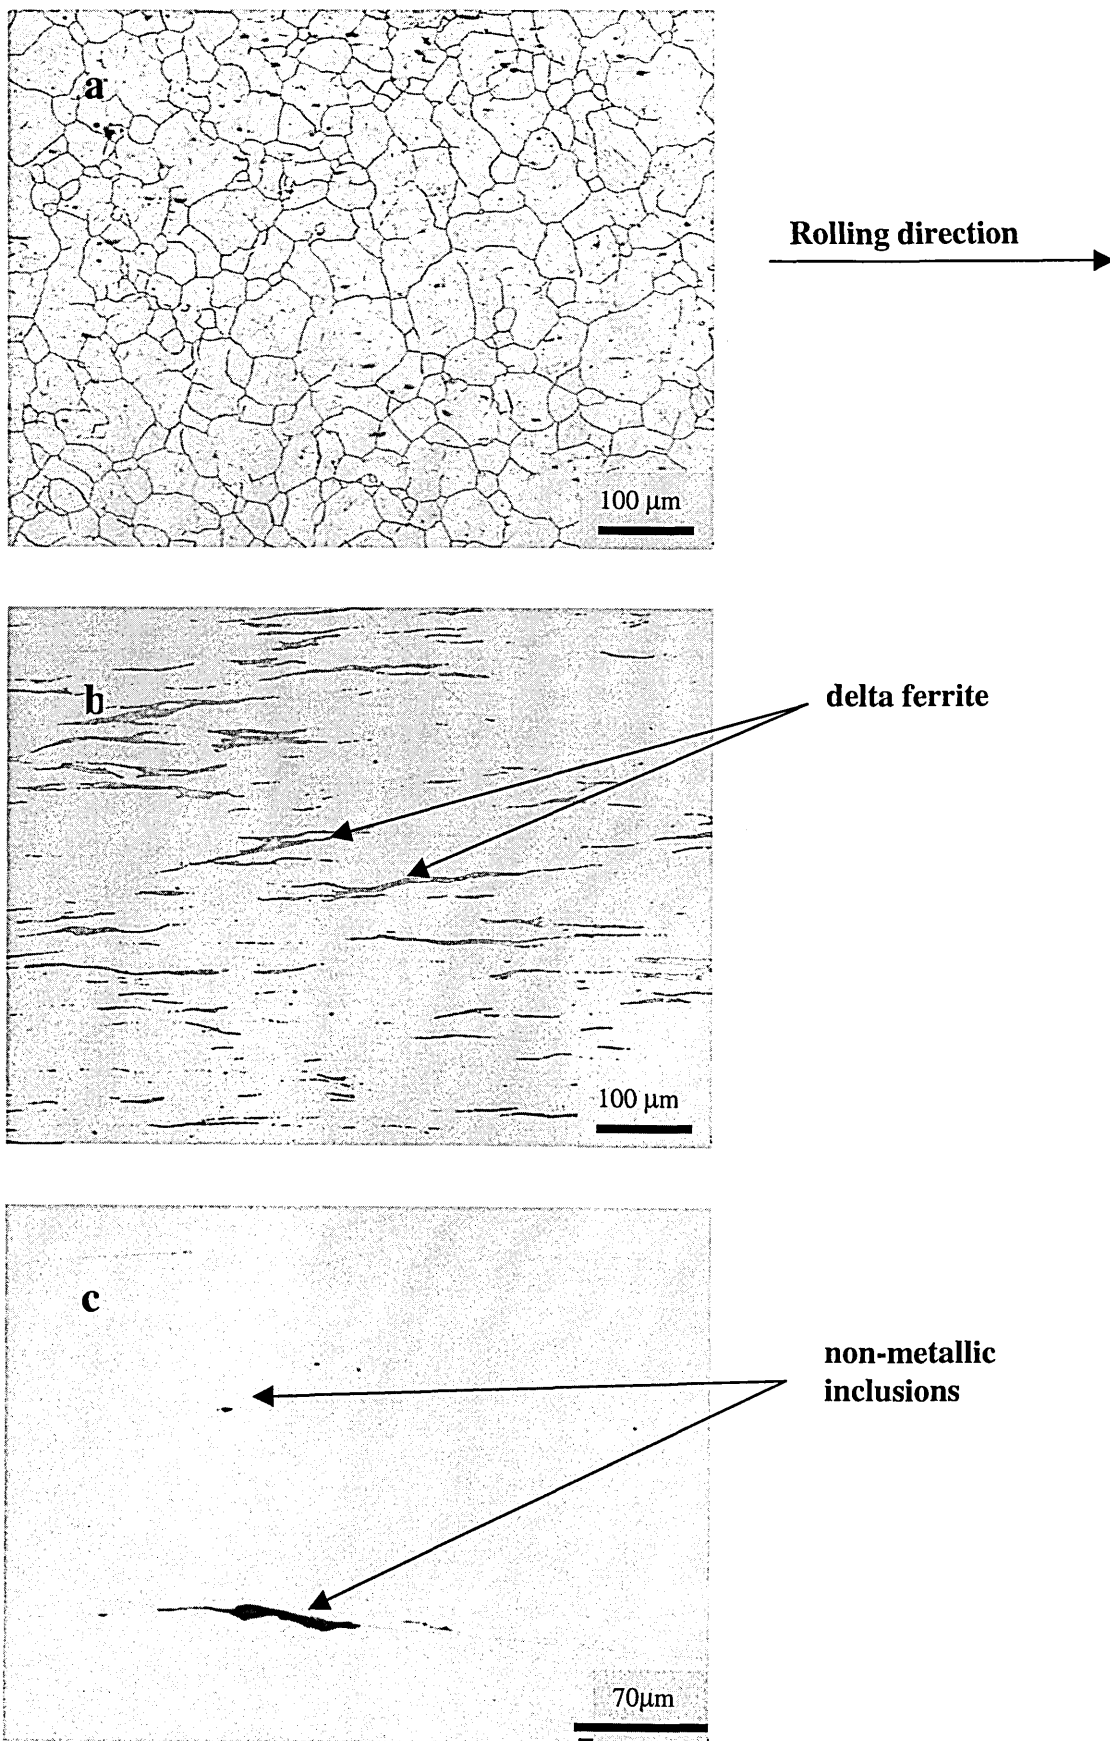 a
Rolling direction
100 μm
b
delta ferrite
100 μm
c
non-metallic
inclusions
70μm